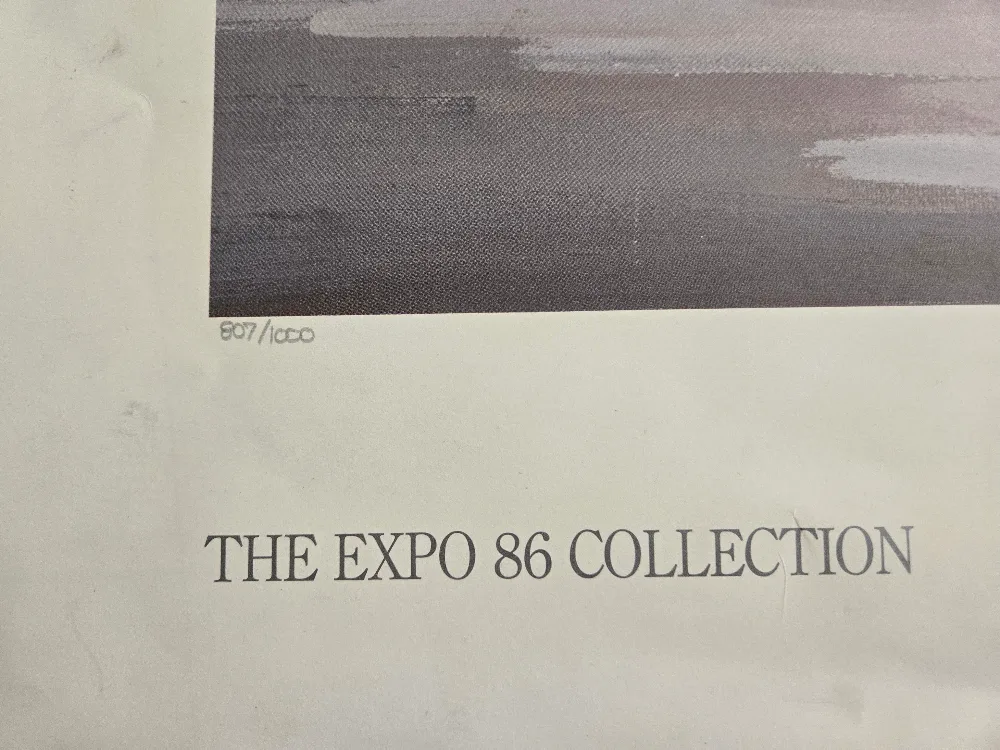 807/1000
THE EXPO 86 COLLECTION